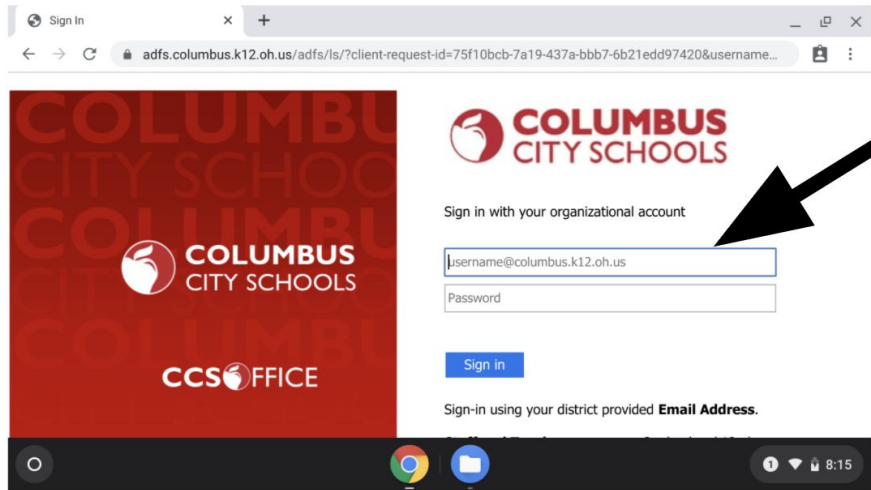 Sign In
adfs.columbus.k12.oh.us/adfs/ls/?client-request-id=75f10bcb-7a19-437a-bbb7-6b21edd97420&username...
COLUMBUS
CITY SCHOOLS
COLUMBUS
COLUMBUS
CITY SCHOOLS
CCS OFFICE
COLUMBUS
CITY SCHOOLS
Sign in with your organizational account
username@columbus.k12.oh.us
Password
Sign in
Sign-in using your district provided Email Address.
1
8:15